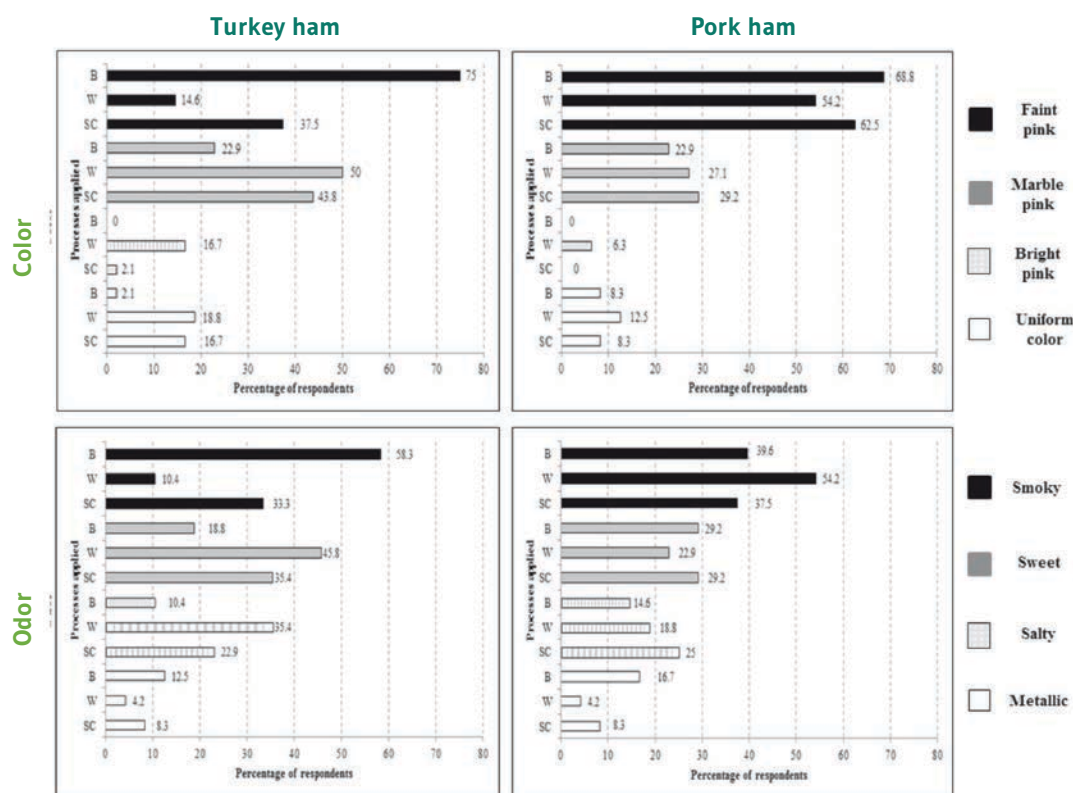 Turkey ham
Pork ham
Color
Processes applied
B 75
W 14.6
SC 37.5
B 22.9
W 50
SC 43.8
B 0
W 16.7
SC 2.1
B 2.1
W 18.8
SC 16.7
0 10 20 30 40 50 60 70 80
Percentage of respondents
Processes applied
B 68.8
W 54.2
SC 62.5
B 22.9
W 27.1
SC 29.2
B 0
W 6.3
SC 0
B 8.3
W 12.5
SC 8.3
0 10 20 30 40 50 60 70 80
Percentage of respondents
Faint
pink
Marble
pink
Bright
pink
Uniform
color
Odor
Processes applied
B 58.3
W 10.4
SC 33.3
B 18.8
W 45.8
SC 35.4
B 10.4
W 35.4
SC 22.9
B 12.5
W 4.2
SC 8.3
0 10 20 30 40 50 60 70 80
Percentage of respondents
Processes applied
B 39.6
W 54.2
SC 37.5
B 29.2
W 22.9
SC 29.2
B 14.6
W 18.8
SC 25
B 16.7
W 4.2
SC 8.3
0 10 20 30 40 50 60 70 80
Percentage of respondents
Smoky
Sweet
Salty
Metallic